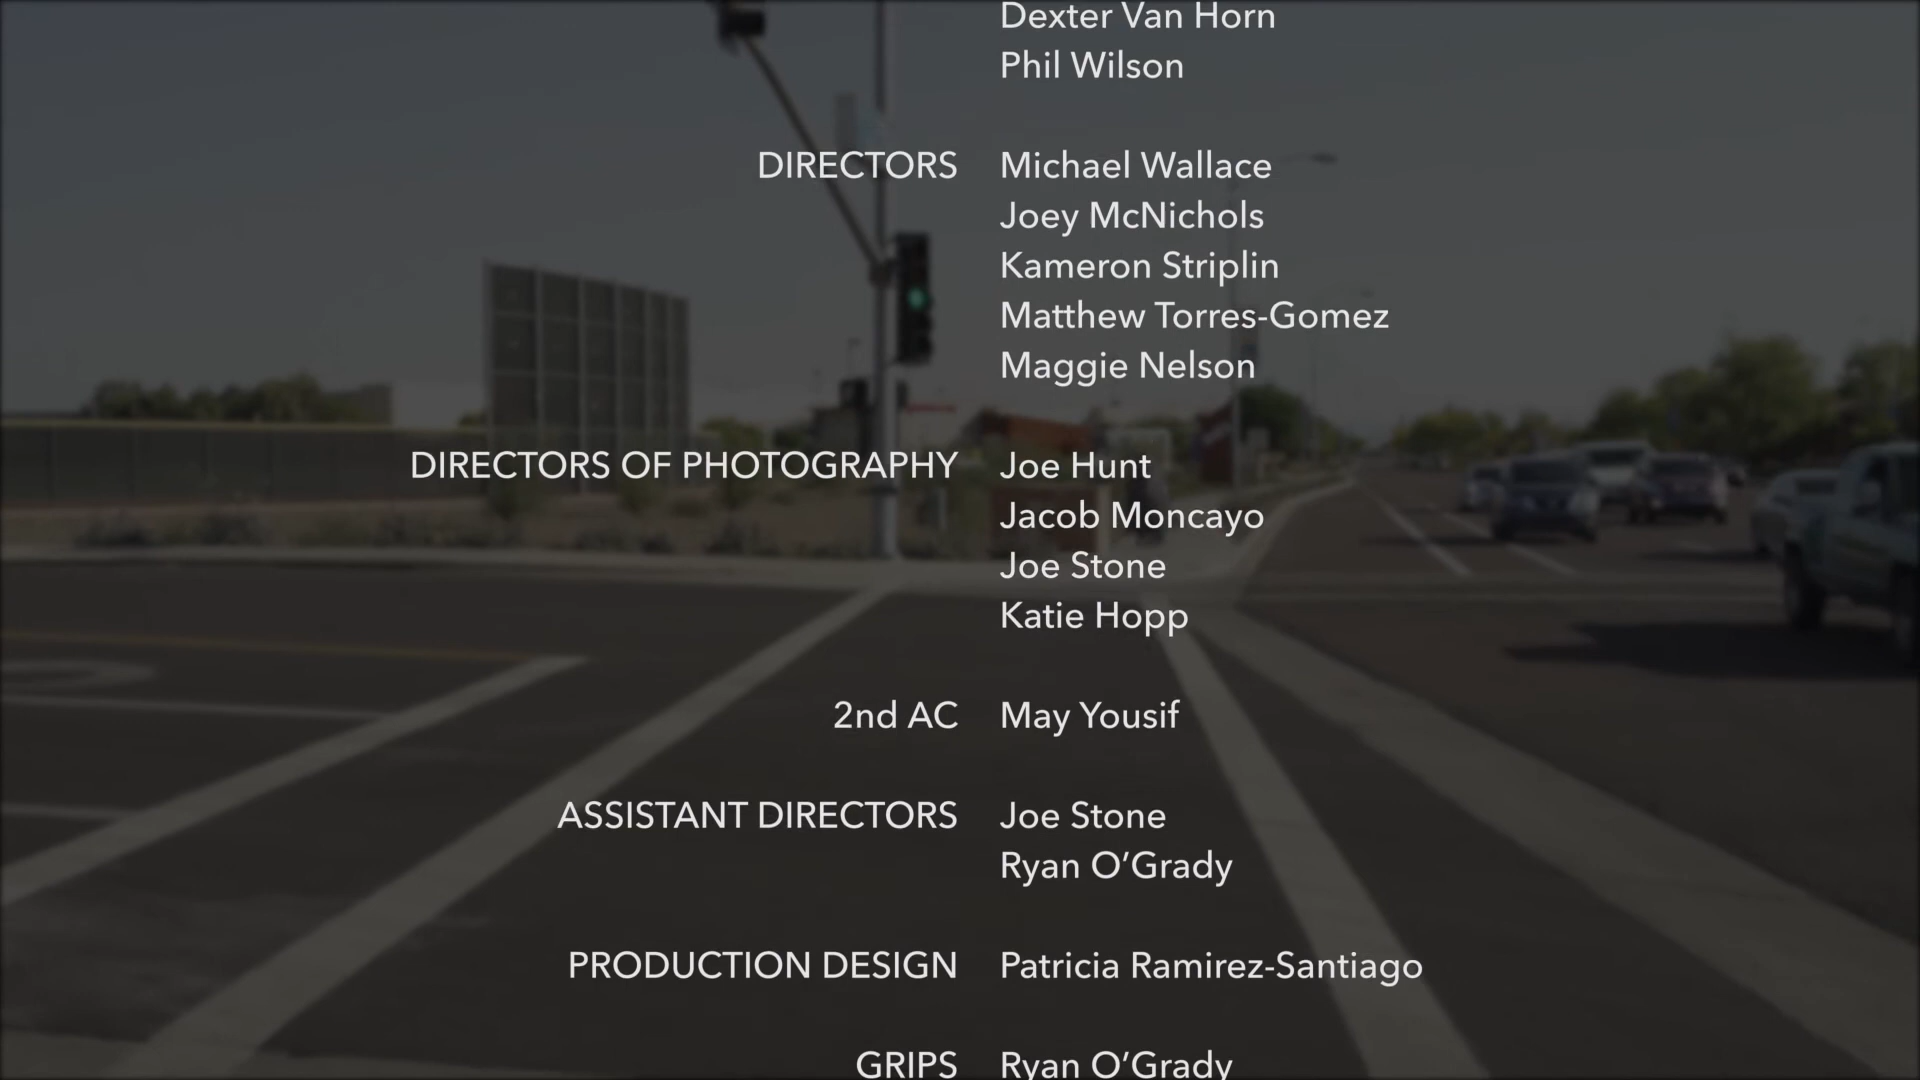 Dexter Van Horn
Phil Wilson
DIRECTORS Michael Wallace
Joey McNichols
Kameron Striplin
Matthew Torres-Gomez
Maggie Nelson
DIRECTORS OF PHOTOGRAPHY Joe Hunt
Jacob Moncayo
Joe Stone
Katie Hopp
2nd AC May Yousif
ASSISTANT DIRECTORS Joe Stone
Ryan O’Grady
PRODUCTION DESIGN Patricia Ramirez-Santiago
GRIPS Ryan O’Grady